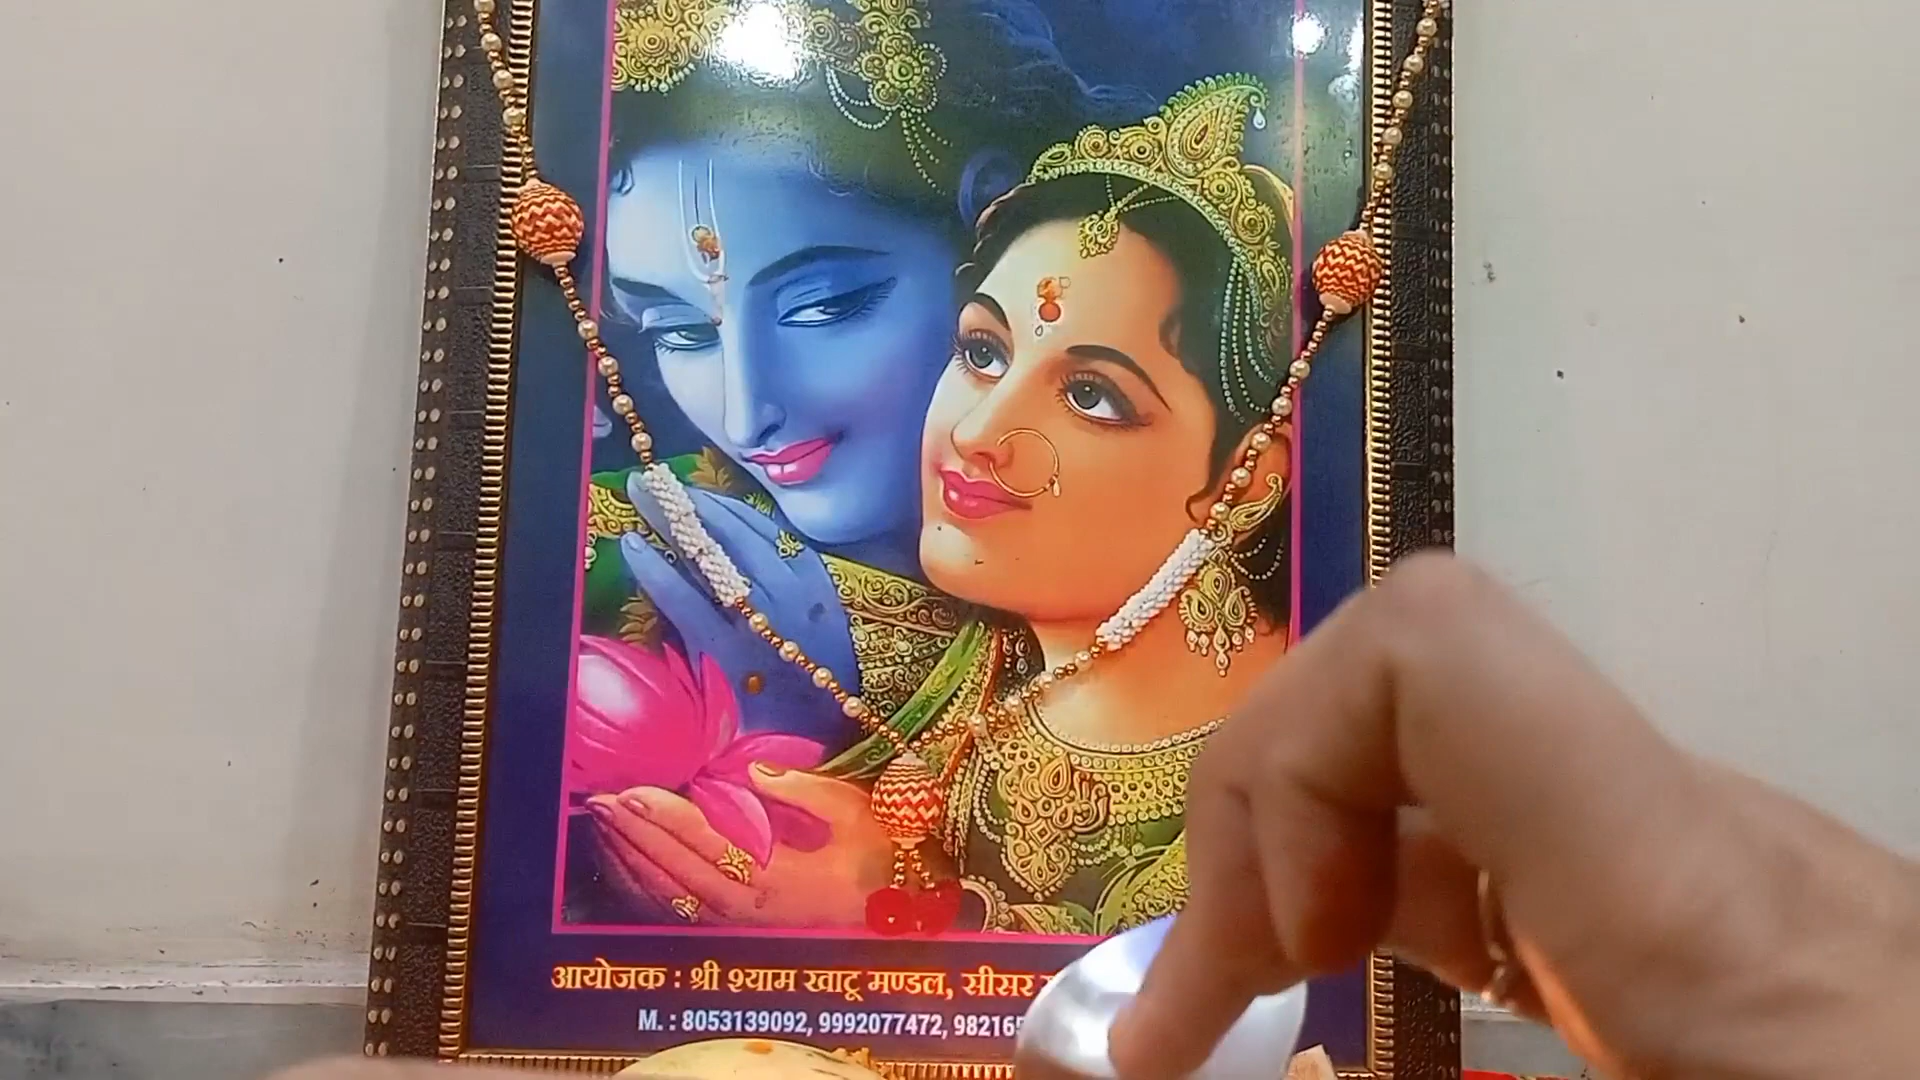 आयोजक : श्री श्याम खाटू मण्डल, सीसर
M. : 8053139092, 9992077472, 98216